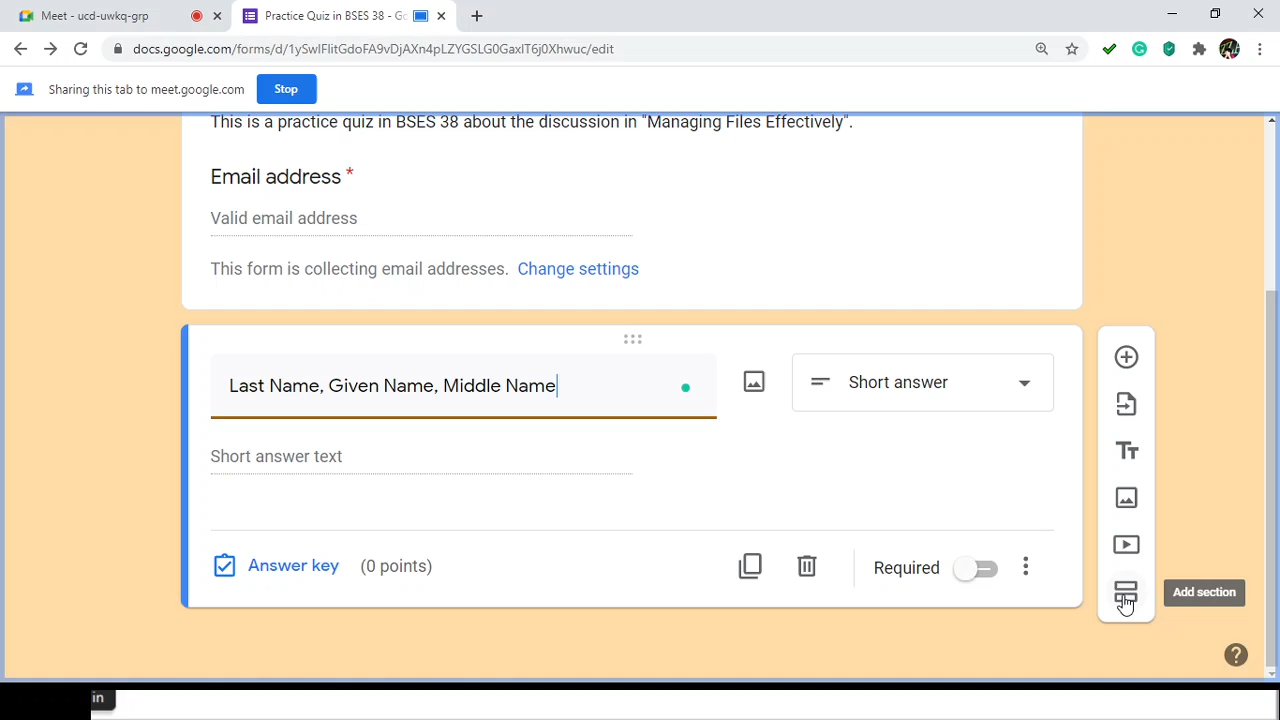 Meet - ucd-uwkq-grp
Practice Quiz in BSES 38 - Go
docs.google.com/forms/d/1ySwIFlitGdoFA9vDjAXn4pLZYGSLG0GaxlT6j0Xhwuc/edit
Sharing this tab to meet.google.com
Stop
This is a practice quiz in BSES 38 about the discussion in "Managing Files Effectively".
Email address *
Valid email address
This form is collecting email addresses. Change settings
Last Name, Given Name, Middle Name
Short answer
Short answer text
Answer key (0 points)
Required
Tт
Add section
in